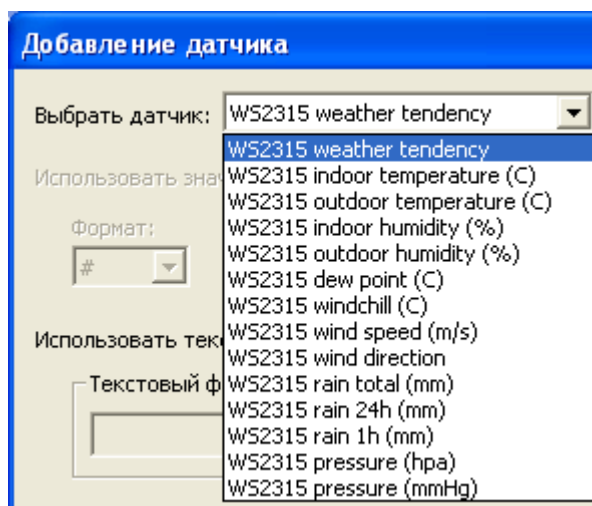 Добавление датчика
Выбрать датчик: WS2315 weather tendency
WS2315 weather tendency
WS2315 indoor temperature (C)
Использовать WS2315 outdoor temperature (C)
Формат: WS2315 indoor humidity (%)
# WS2315 outdoor humidity (%)
WS2315 dew point (C)
WS2315 windchill (C)
Использовать WS2315 wind speed (m/s)
WS2315 wind direction
Текстовый WS2315 rain total (mm)
WS2315 rain 24h (mm)
WS2315 rain 1h (mm)
WS2315 pressure (hpa)
WS2315 pressure (mmHg)